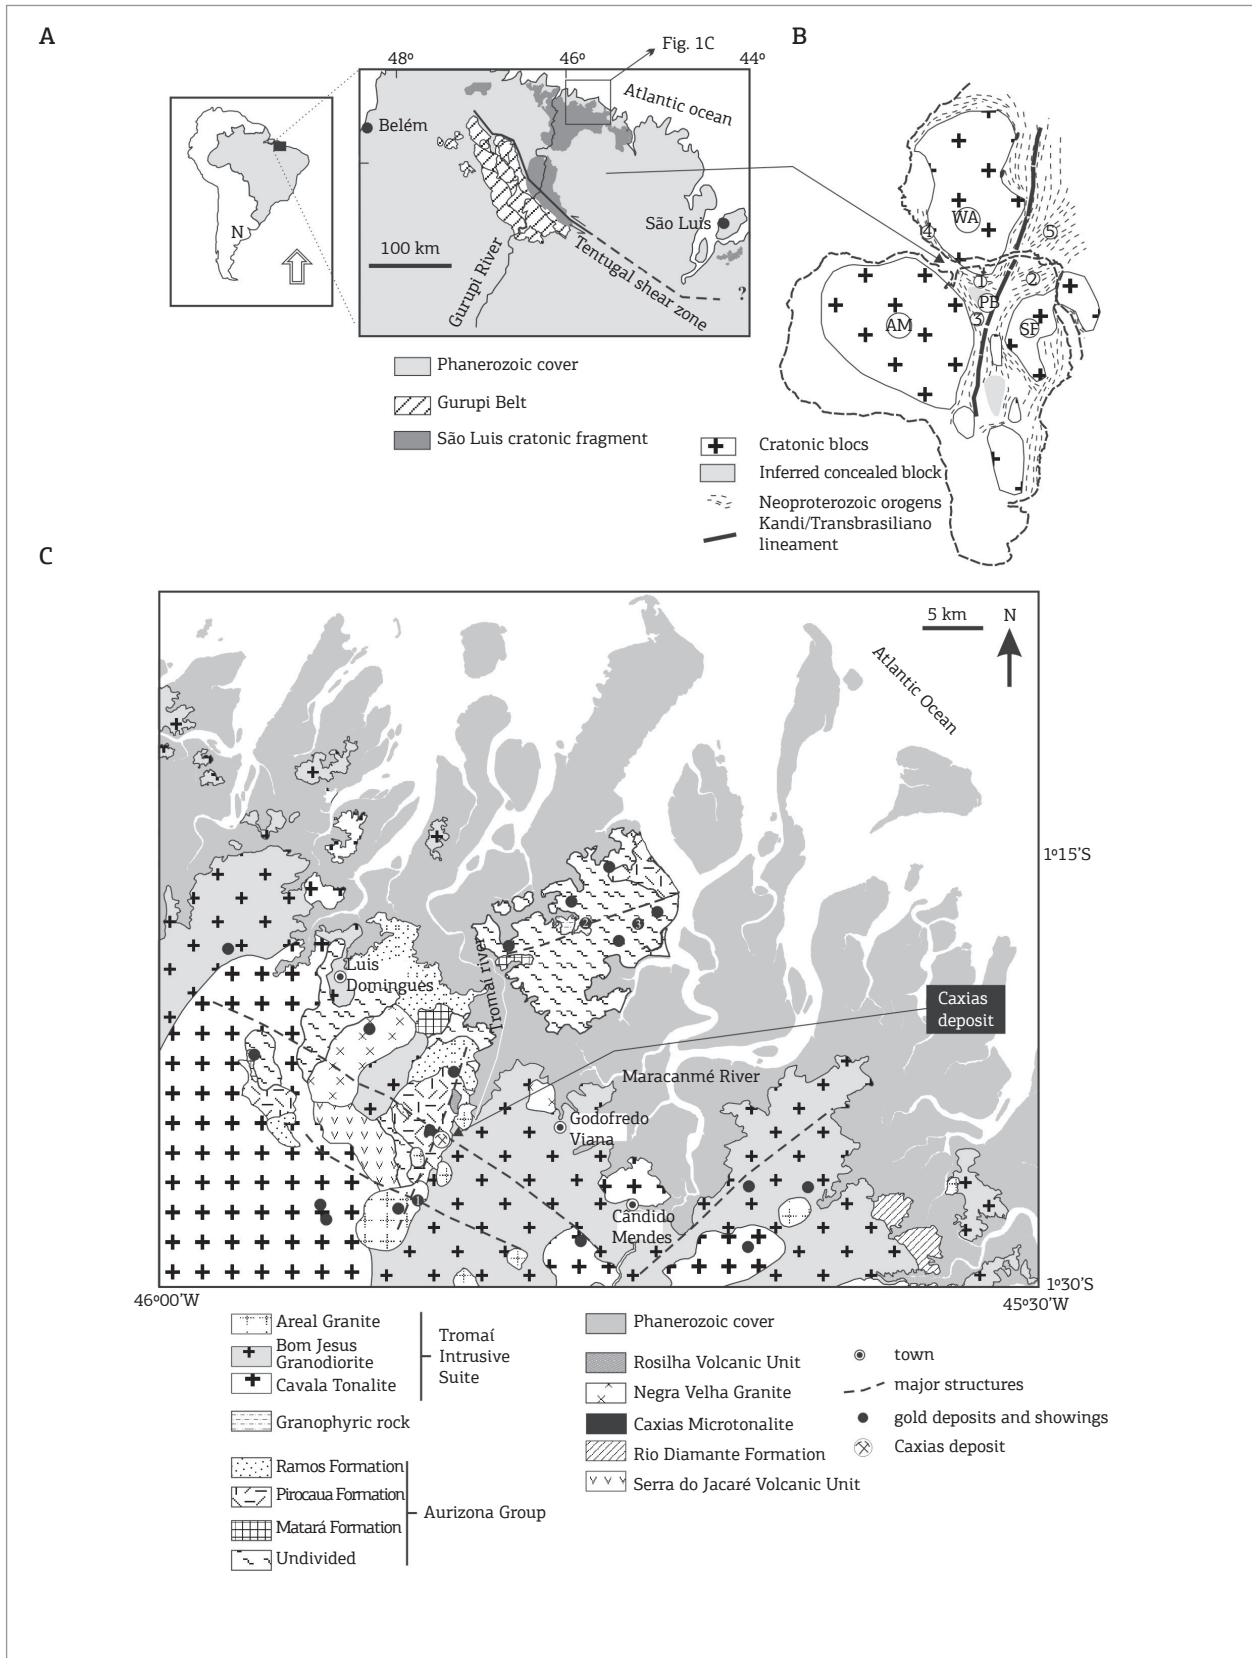 A
B
Fig. 1C
48º
46º
44º
Atlantic ocean
Belém
São Luis
N
100 km
Gurupi River
Tentugal shear zone
?
Phanerozoic cover
Gurupi Belt
São Luis cratonic fragment
WA
4
5
1
2
PB
3
AM
SF
Cratonic blocs
Inferred concealed block
Neoproterozoic orogens
Kandi/Transbrasiliano
lineament
C
5 km
N
Atlantic Ocean
1º15'S
2
3
Luis
Domingues
Tromaí river
Caxias
deposit
Maracanmé River
Godofredo
Viana
1
Cândido
Mendes
1º30'S
46º00'W
45º30'W
Areal Granite
Bom Jesus
Granodiorite
Cavala Tonalite
Tromaí
Intrusive
Suite
Granophyric rock
Ramos Formation
Pirocaua Formation
Matará Formation
Undivided
Aurizona Group
Phanerozoic cover
Rosilha Volcanic Unit
Negra Velha Granite
Caxias Microtonalite
Rio Diamante Formation
Serra do Jacaré Volcanic Unit
town
major structures
gold deposits and showings
Caxias deposit